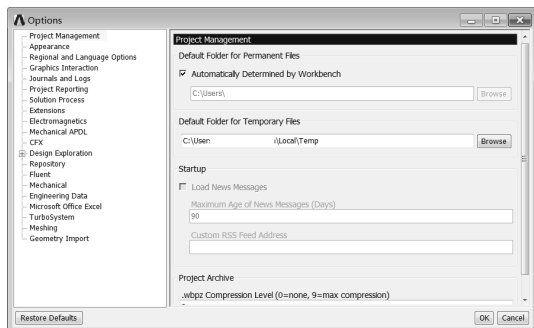 Options
Project Management
Appearance
Regional and Language Options
Graphics Interaction
Journals and Logs
Project Reporting
Solution Process
Extensions
Electromagnetics
Mechanical APDL
CFX
Design Exploration
Repository
Fluent
Mechanical
Engineering Data
Microsoft Office Excel
TurboSystem
Meshing
Geometry Import
Project Management
Default Folder for Permanent Files
Automatically Determined by Workbench
C:\Users\
Browse
Default Folder for Temporary Files
C:\User: \Local\Temp
Browse
Startup
Load News Messages
Maximum Age of News Messages (Days)
90
Custom RSS Feed Address
Project Archive
.wbpz Compression Level (0=none, 9=max compression)
Restore Defaults
OK Cancel